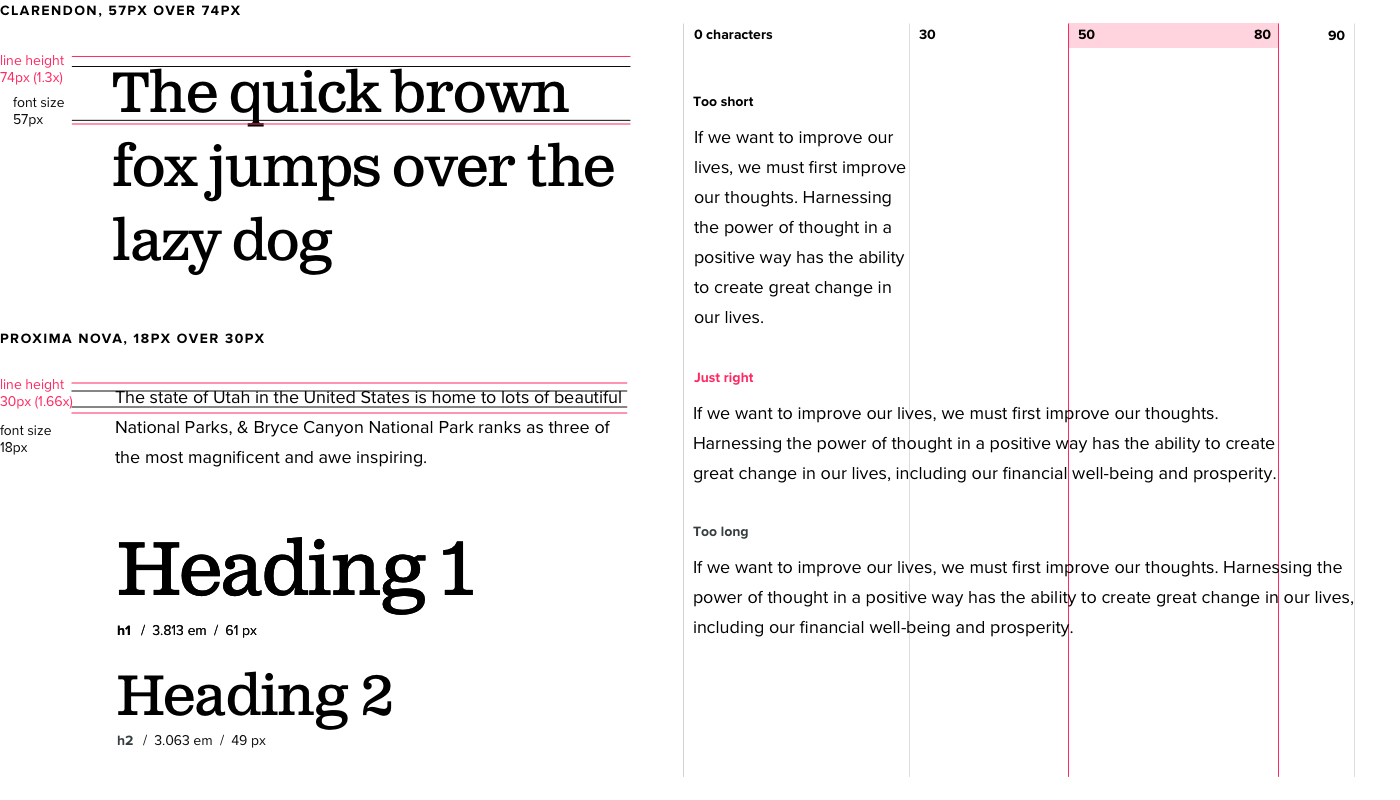 CLARENDON, 57PX OVER 74PX
line height
74px (1.3x)
font size
57px
The quick brown
fox jumps over the
lazy dog
PROXIMA NOVA, 18PX OVER 30PX
line height
30px (1.66x)
font size
18px
The state of Utah in the United States is home to lots of beautiful
National Parks, & Bryce Canyon National Park ranks as three of
the most magnificent and awe inspiring.
Heading 1
h1 / 3.813 em / 61 px
Heading 2
h2 / 3.063 em / 49 px
0 characters 30 50 80 90
Too short
If we want to improve our
lives, we must first improve
our thoughts. Harnessing
the power of thought in a
positive way has the ability
to create great change in
our lives.
Just right
If we want to improve our lives, we must first improve our thoughts.
Harnessing the power of thought in a positive way has the ability to create
great change in our lives, including our financial well-being and prosperity.
Too long
If we want to improve our lives, we must first improve our thoughts. Harnessing the
power of thought in a positive way has the ability to create great change in our lives,
including our financial well-being and prosperity.